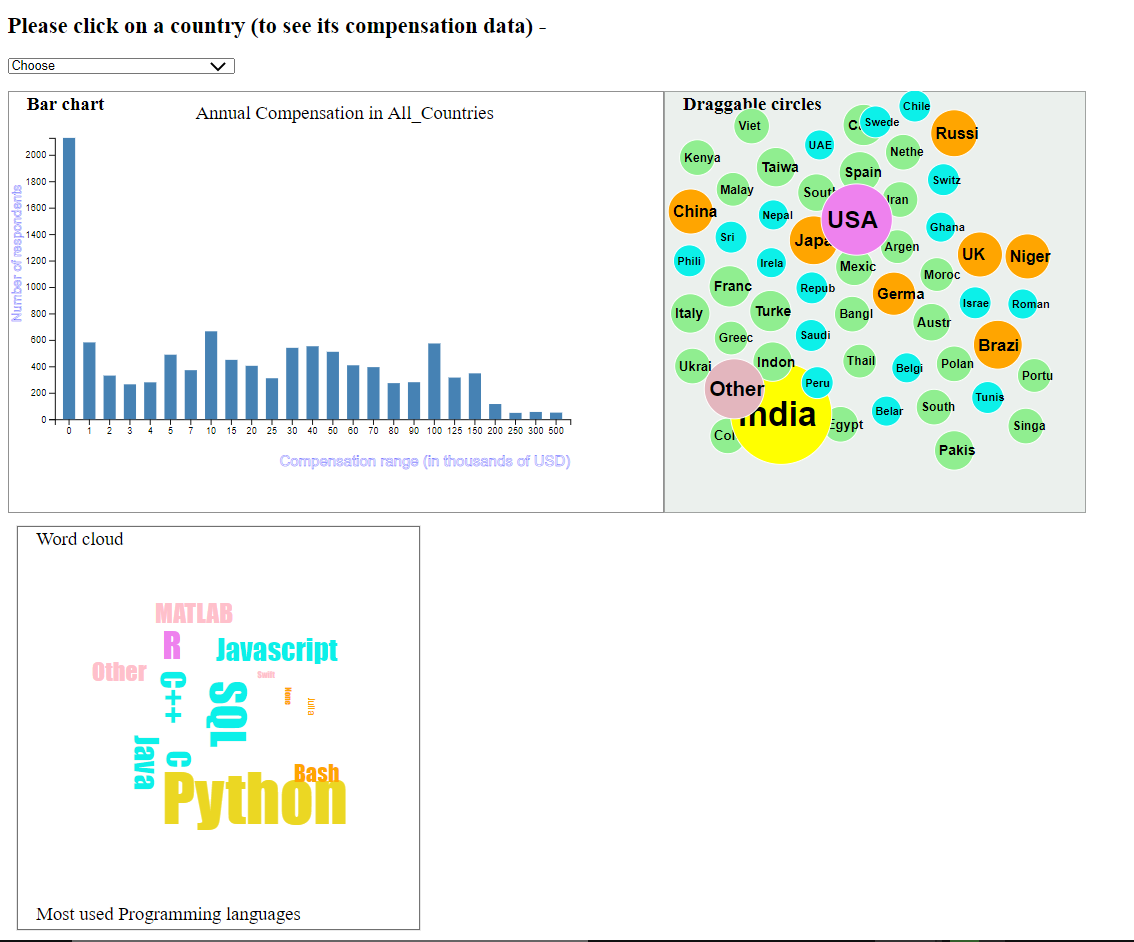 Please click on a country (to see its compensation data) -
Choose
Bar chart
Annual Compensation in All_Countries
Number of respondents
2000
1800
1600
1400
1200
1000
800
600
400
200
0
0 1 2 3 4 5 7 10 15 20 25 30 40 50 60 70 80 90 100 125 150 200 250 300 500
Compensation range (in thousands of USD)
Draggable circles
Chile
Viet
Swede
Russi
UAE
Nethe
Kenya
Taiwa
Spain
Switz
Malay
Sout
Iran
China
Nepal
USA
Ghana
Sri
Japa
Argen
UK
Niger
Phili
Irela
Mexic
Moroc
Franc
Repub
Germa
Israe
Roman
Italy
Turke
Bangl
Austr
Greec
Saudi
Brazi
Ukrai
Indon
Thail
Belgi
Polan
Portu
Other
Peru
Tunis
India
Belar
South
Egypt
Singa
Col
Pakis
Word cloud
MATLAB
R
Javascript
Other
Swift
C++
SQL
None
Julia
Java
C
Bash
Python
Most used Programming languages